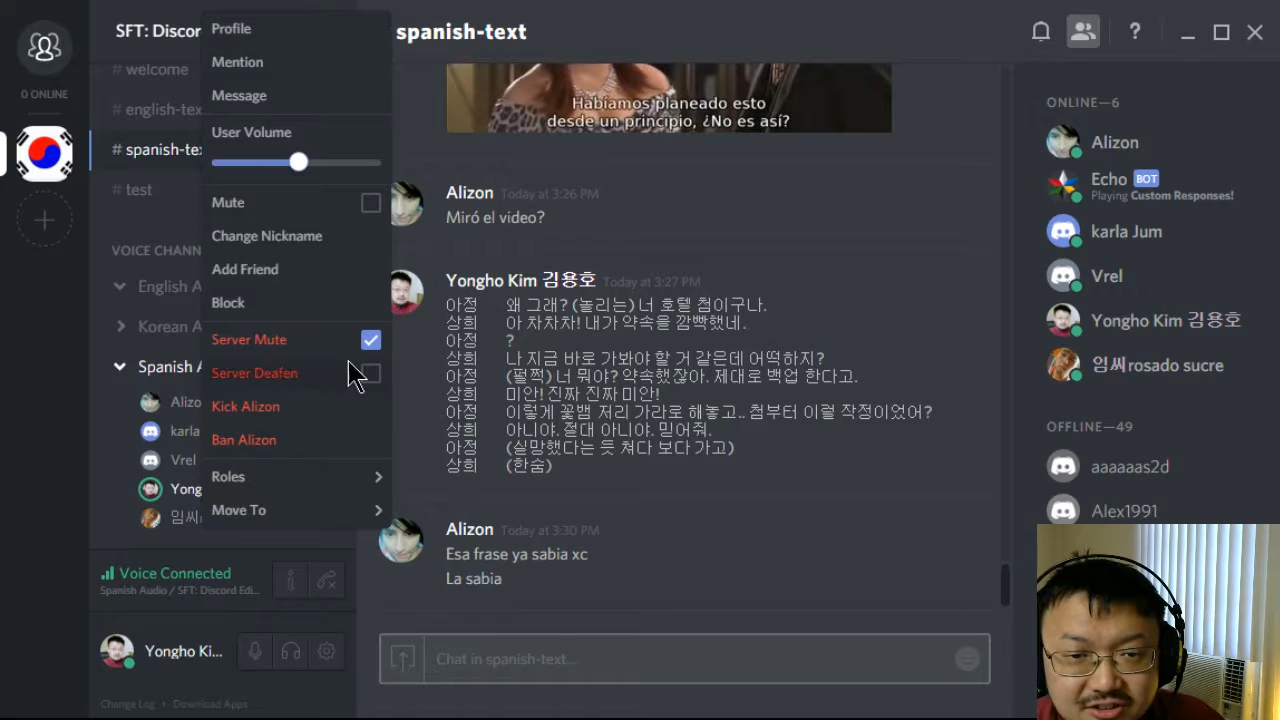 0 ONLINE
SFT: Discor
# welcome
# english-tex
# spanish-tex
# test
VOICE CHANN
English A
Korean A
Spanish A
Alizo
karla
Vrel
Yong
임씨
Voice Connected
Spanish Audio / SFT: Discord Edi...
Yongho Ki...
Change Log • Download Apps
Profile
Mention
Message
User Volume
Mute
Change Nickname
Add Friend
Block
Server Mute
Server Deafen
Kick Alizon
Ban Alizon
Roles
Move To
spanish-text
Habíamos planeado esto
desde un principio, ¿No es así?
Alizon Today at 3:26 PM
Miró el video?
Yongho Kim 김용호 Today at 3:27 PM
아정 왜 그래? (놀리는) 너 호텔 첨이구나.
상희 아 차차차! 내가 약속을 깜빡했네.
아정 ?
상희 나 지금 바로 가봐야 할 거 같은데 어떡하지?
아정 (펄쩍) 너 뭐야? 약속했잖아. 제대로 백업 한다고.
상희 미안! 진짜 진짜 미안!
아정 이렇게 꽃뱀 저리 가라로 해놓고.. 첨부터 이럴 작정이었어?
상희 아니야. 절대 아니야. 믿어줘.
아정 (실망했다는 듯 쳐다 보다 가고)
상희 (한숨)
Alizon Today at 3:30 PM
Esa frase ya sabia xc
La sabia
Chat in spanish-text...
ONLINE—6
Alizon
Echo BOT
Playing Custom Responses!
karla Jum
Vrel
Yongho Kim 김용호
임씨rosado sucre
OFFLINE—49
aaaaaas2d
Alex1991